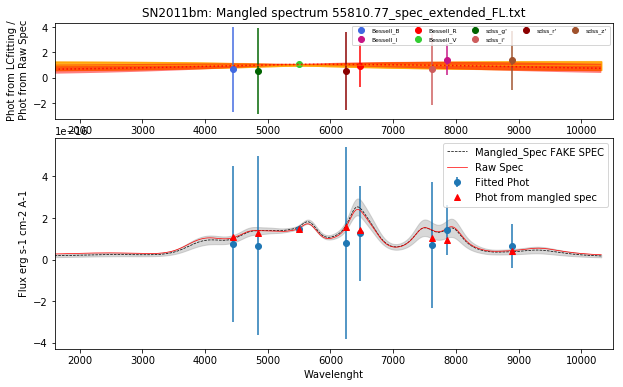 SN2011bm: Mangled spectrum 55810.77_spec_extended_FL.txt
Phot from LCfitting /
Phot from Raw Spec
4
2
0
−2
Bessell_B
Bessell_I
Bessell_R
Bessell_V
sdss_g'
sdss_i'
sdss_r'
sdss_z'
2000 3000 4000 5000 6000 7000 8000 9000 10000
1e−16
Flux erg s-1 cm-2 A-1
4
2
0
−2
−4
Mangled_Spec FAKE SPEC
Raw Spec
Fitted Phot
Phot from mangled spec
2000 3000 4000 5000 6000 7000 8000 9000 10000
Wavelenght